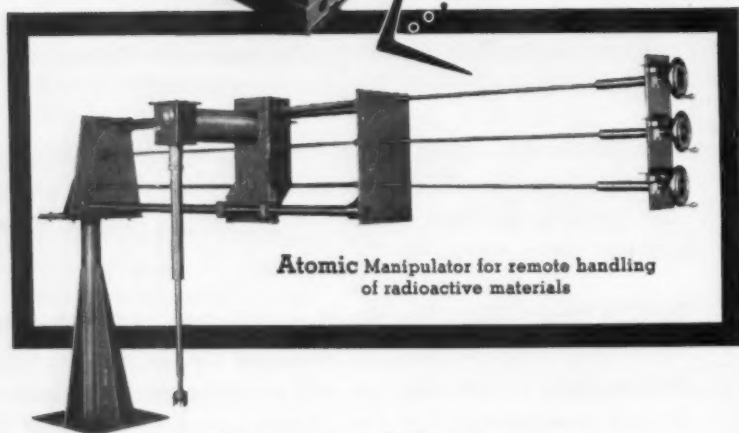 Atomic Manipulator for remote handling
of radioactive materials